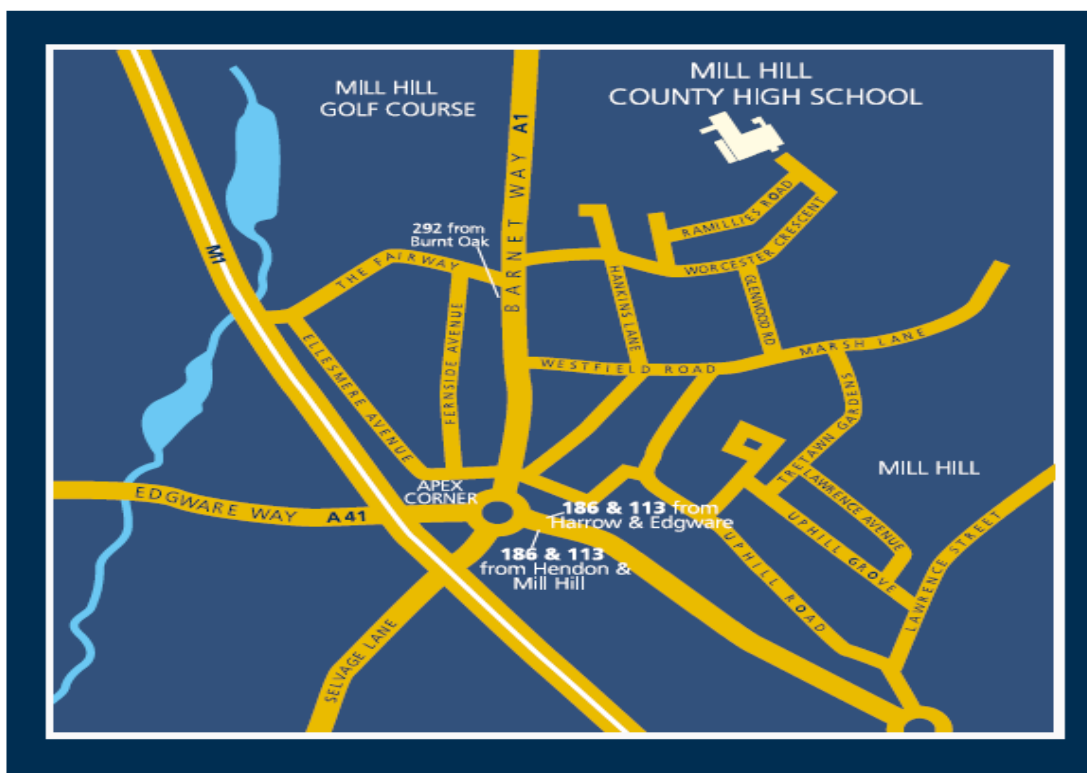 MILL HILL
GOLF COURSE
MILL HILL
COUNTY HIGH SCHOOL
BARNET WAY A1
M1
292 from
Burnt Oak
THE FAIRWAY
RAMILLIES ROAD
WORCESTER CRESCENT
HANKINS LANE
GLENWOOD RD
ELLESMERE AVENUE
FERNSIDE AVENUE
WESTFIELD ROAD
MARSH LANE
TRETAWN GARDENS
MILL HILL
APEX
CORNER
EDGWARE WAY A41
186 & 113 from
Harrow & Edgware
186 & 113
from Hendon &
Mill Hill
LAWRENCE AVENUE
UPHILL GROVE
UPHILL ROAD
LAWRENCE STREET
SELVAGE LANE